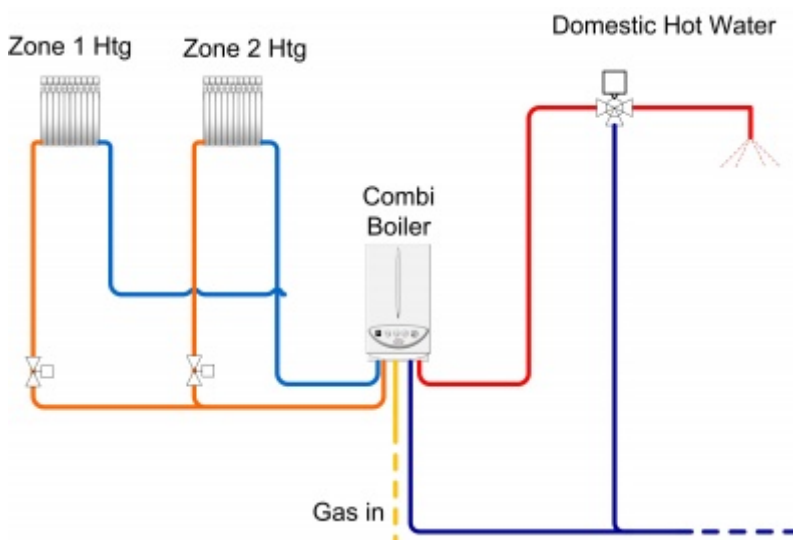 Domestic Hot Water
Zone 1 Htg
Zone 2 Htg
Combi
Boiler
Gas in